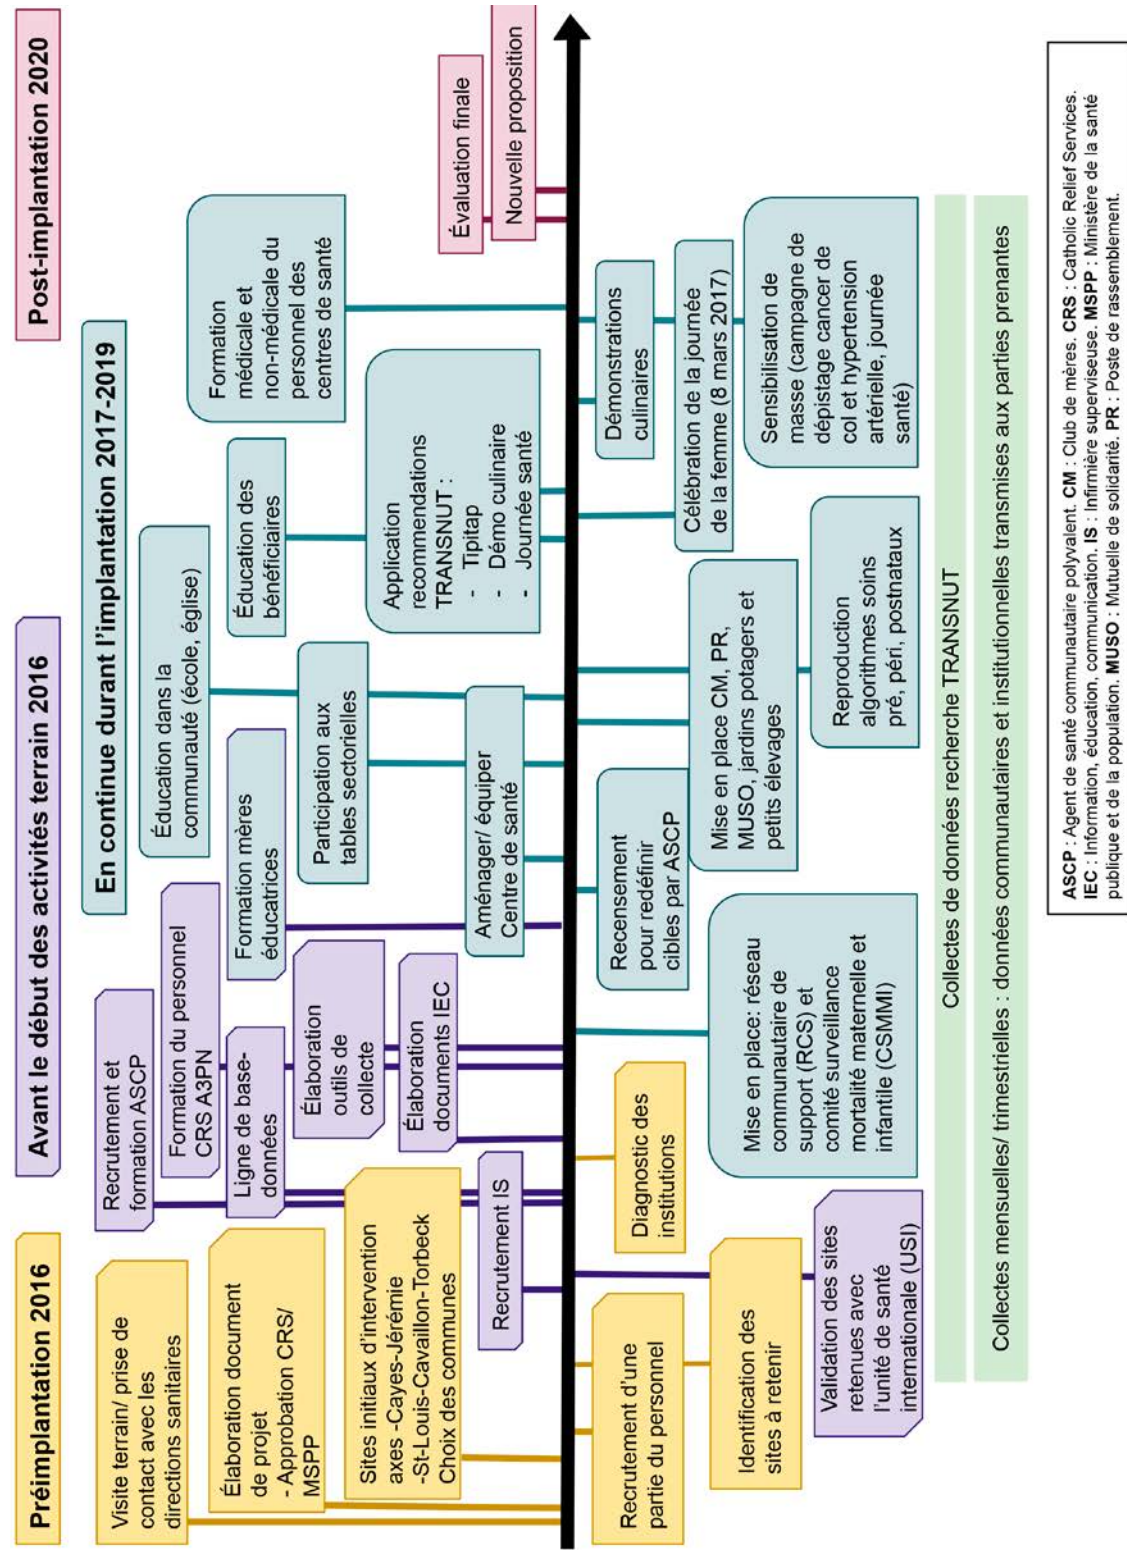 Préimplantation 2016
Avant le début des activités terrain 2016
En continue durant l'implantation 2017-2019
Post-implantation 2020
Visite terrain/ prise de
contact avec les
directions sanitaires
Élaboration document
de projet
- Approbation CRS/
MSPP
Sites initiaux d'intervention
axes -Cayes-Jérémie
-St-Louis-Cavaillon-Torbeck
Choix des communes
Recrutement et
formation ASCP
Formation du personnel
CRS A3PN
Ligne de base-
données
Élaboration
outils de
collecte
Élaboration
documents IEC
Recrutement IS
Éducation dans la
communauté (école, église)
Formation mères
éducatrices
Participation aux
tables sectorielles
Aménager/ équiper
Centre de santé
Éducation des
bénéficiaires
Application
recommendations
TRANSNUT :
- Tipitap
- Démo culinaire
- Journée santé
Formation
médicale et
non-médicale du
personnel des
centres de santé
Évaluation finale
Nouvelle proposition
Recrutement d'une
partie du personnel
Identification des
sites à retenir
Validation des sites
retenues avec
l'unité de santé
internationale (USI)
Diagnostic des
institutions
Mise en place: réseau
communautaire de
support (RCS) et
comité surveillance
mortalité maternelle et
infantile (CSMMI)
Recensement
pour redéfinir
cibles par ASCP
Mise en place CM, PR,
MUSO, jardins potagers et
petits élevages
Reproduction
algorithmes soins
pré, péri, postnataux
Démonstrations
culinaires
Célébration de la journée
de la femme (8 mars 2017)
Sensibilisation de
masse (campagne de
dépistage cancer de
col et hypertension
artérielle, journée
santé)
Collectes de données recherche TRANSNUT
Collectes mensuelles/ trimestrielles : données communautaires et institutionnelles transmises aux parties prenantes
ASCP : Agent de santé communautaire polyvalent. CM : Club de mères. CRS : Catholic Relief Services.
IEC : Information, éducation, communication. IS : Infirmière superviseuse. MSPP : Ministère de la santé
publique et de la population. MUSO : Mutuelle de solidarité. PR : Poste de rassemblement.